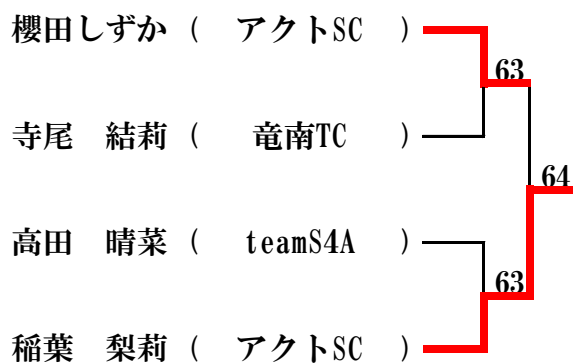 櫻田しずか ( アクトSC )
63
寺尾 結莉 ( 竜南TC )
64
高田 晴菜 ( teamS4A )
63
稲葉 梨莉 ( アクトSC )